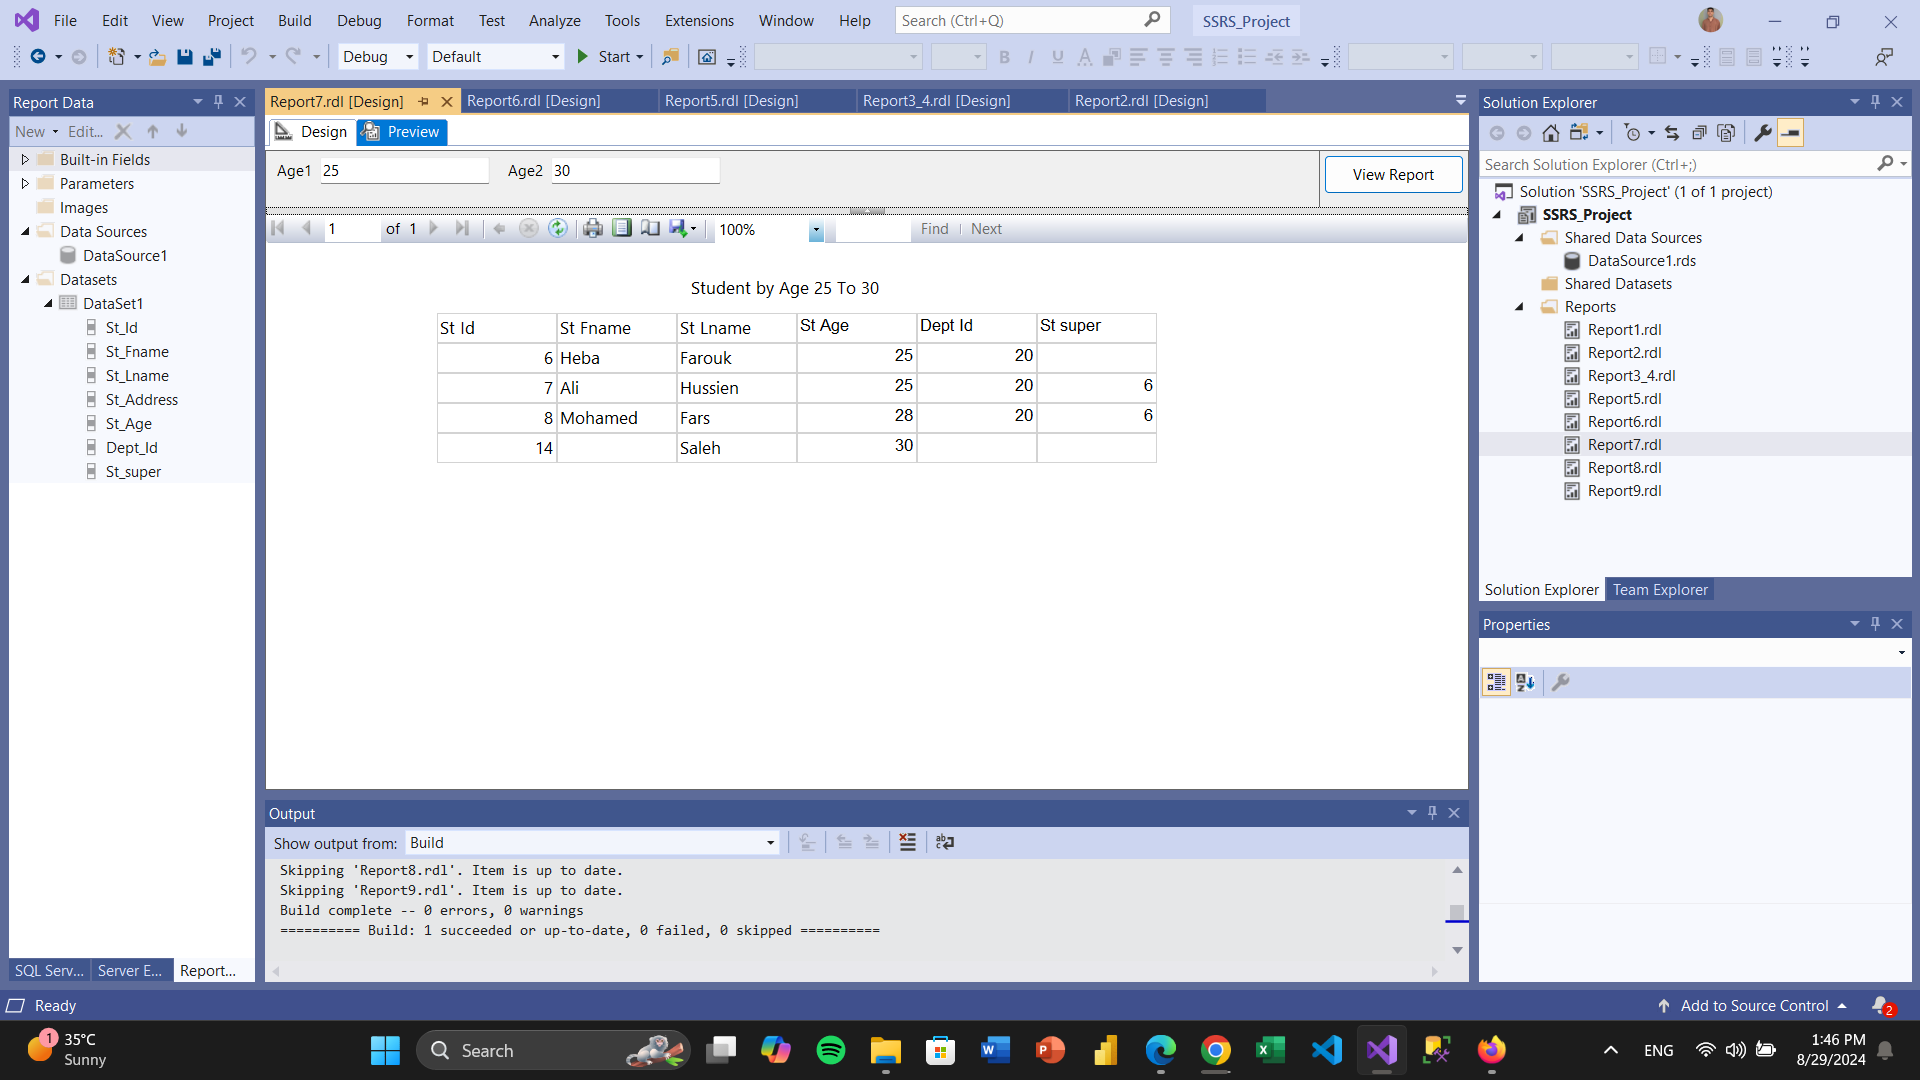 File Edit View Project Build Debug Format Test Analyze Tools Extensions Window Help Search (Ctrl+Q) SSRS_Project
Debug Default Start
Report Data
New Edit...
Built-in Fields
Parameters
Images
Data Sources
DataSource1
Datasets
DataSet1
St_Id
St_Fname
St_Lname
St_Address
St_Age
Dept_Id
St_super
SQL Serv... Server E... Report...
Report7.rdl [Design] Report6.rdl [Design] Report5.rdl [Design] Report3_4.rdl [Design] Report2.rdl [Design]
Design Preview
Age1 25 Age2 30 View Report
1 of 1 100% Find | Next
Student by Age 25 To 30
St Id St Fname St Lname St Age Dept Id St super
6 Heba Farouk 25 20
7 Ali Hussien 25 20 6
8 Mohamed Fars 28 20 6
14 Saleh 30
Output
Show output from: Build
Skipping 'Report8.rdl'. Item is up to date.
Skipping 'Report9.rdl'. Item is up to date.
Build complete -- 0 errors, 0 warnings
========== Build: 1 succeeded or up-to-date, 0 failed, 0 skipped ==========
Solution Explorer
Search Solution Explorer (Ctrl+;)
Solution 'SSRS_Project' (1 of 1 project)
SSRS_Project
Shared Data Sources
DataSource1.rds
Shared Datasets
Reports
Report1.rdl
Report2.rdl
Report3_4.rdl
Report5.rdl
Report6.rdl
Report7.rdl
Report8.rdl
Report9.rdl
Solution Explorer Team Explorer
Properties
Ready Add to Source Control 2
1 35°C
Sunny
Search
ENG
1:46 PM
8/29/2024